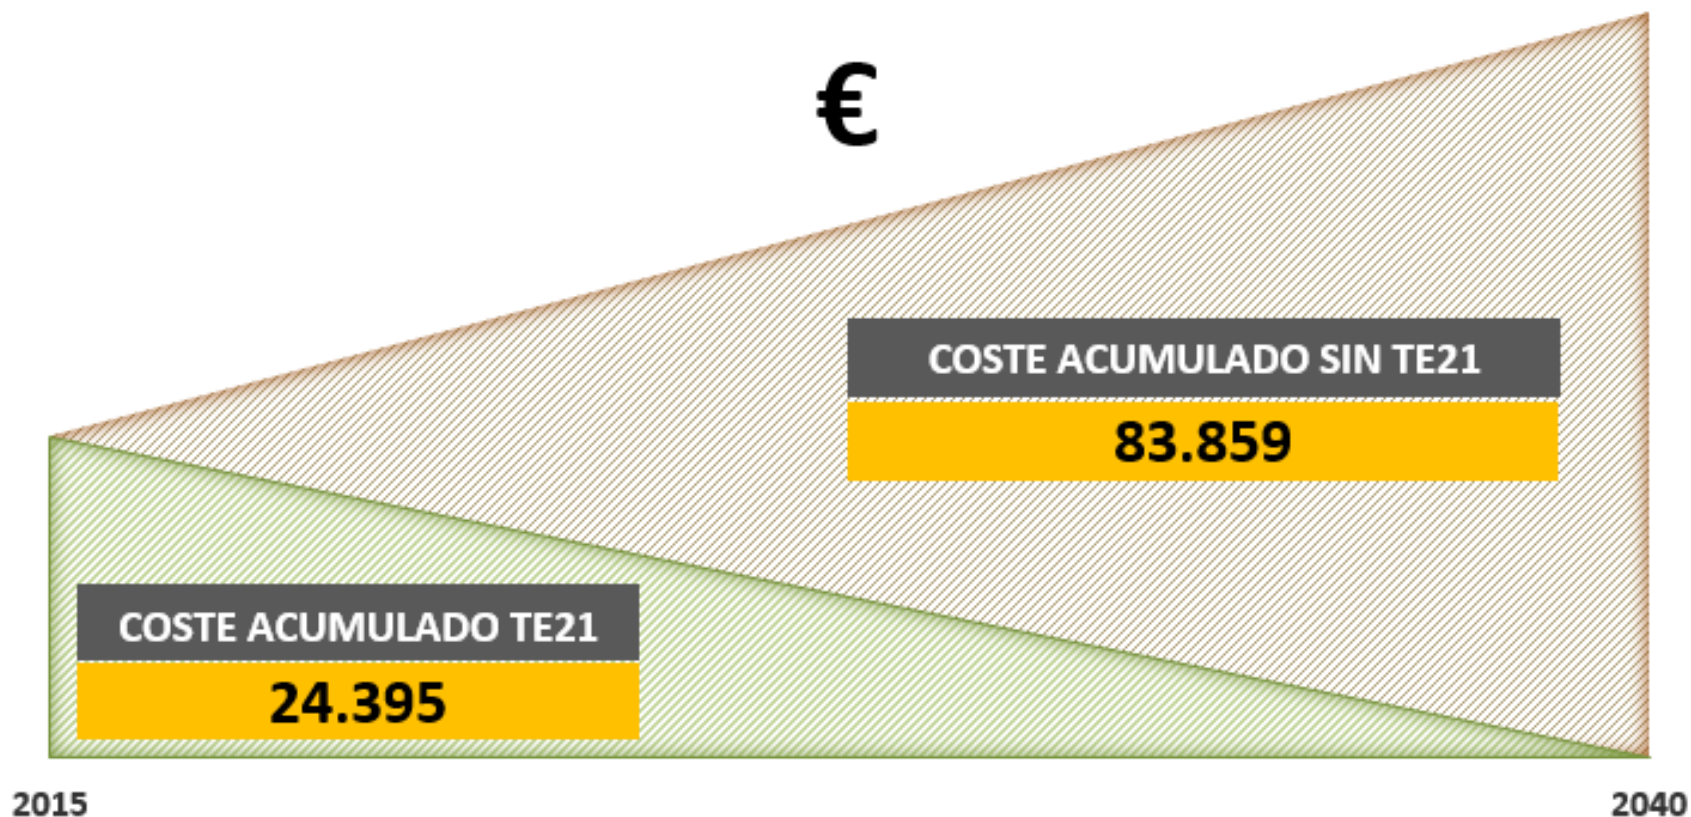 €
COSTE ACUMULADO SIN TE21
83.859
COSTE ACUMULADO TE21
24.395
2015
2040